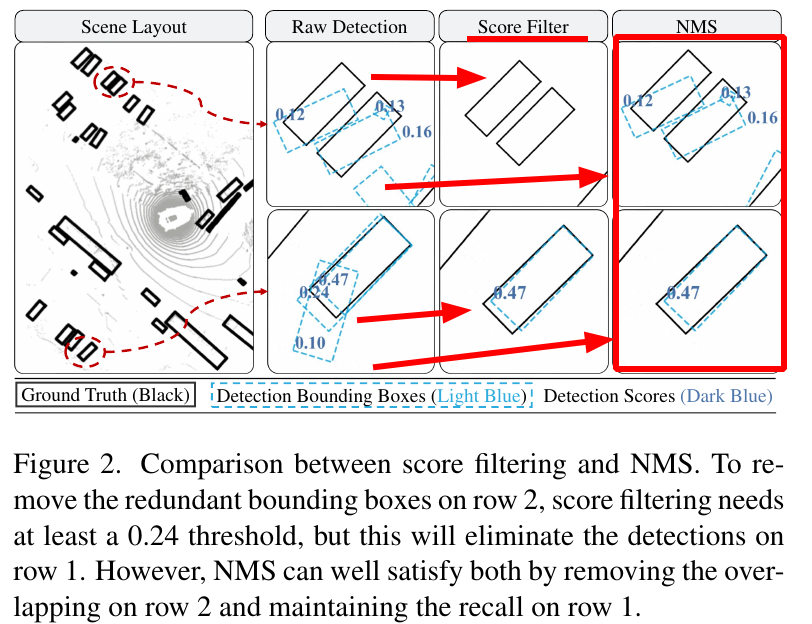 Scene Layout
Raw Detection
Score Filter
NMS
0.12
0.13
0.16
0.12
0.13
0.16
0.47
0.24
0.10
0.47
0.47
Ground Truth (Black)
Detection Bounding Boxes (Light Blue)
Detection Scores (Dark Blue)
Figure 2. Comparison between score filtering and NMS. To re-
move the redundant bounding boxes on row 2, score filtering needs
at least a 0.24 threshold, but this will eliminate the detections on
row 1. However, NMS can well satisfy both by removing the over-
lapping on row 2 and maintaining the recall on row 1.